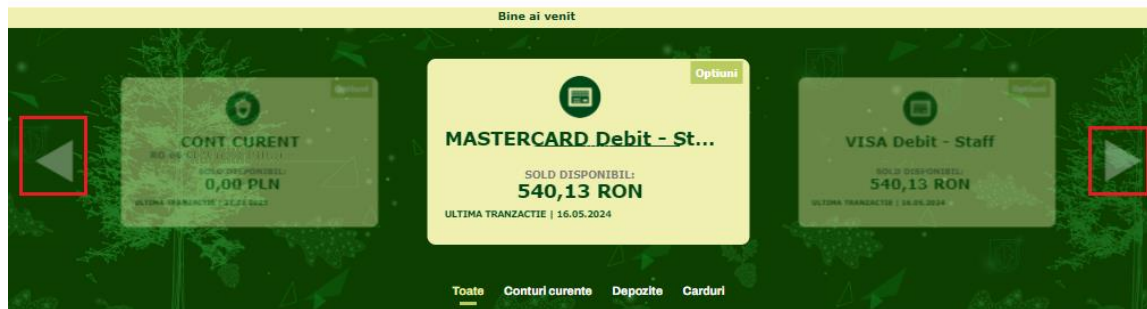 Bine ai venit
Optiuni
CONT CURENT
SOLD DISPONIBIL:
0,00 PLN
Optiuni
MASTERCARD Debit - St...
SOLD DISPONIBIL:
540,13 RON
ULTIMA TRANZACTIE | 16.05.2024
Optiuni
VISA Debit - Staff
SOLD DISPONIBIL:
540,13 RON
ULTIMA TRANZACTIE | 16.05.2024
Toate Conturi curente Depozite Carduri